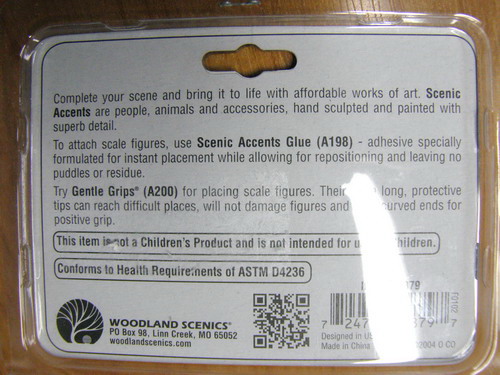 Complete your scene and bring it to life with affordable works of art. Scenic
Accents are people, animals and accessories, hand sculpted and painted with
superb detail.
To attach scale figures, use Scenic Accents Glue (A198) - adhesive specially
formulated for instant placement while allowing for repositioning and leaving no
puddles or residue.
Try Gentle Grips® (A200) for placing scale figures. Their long, protective
tips can reach difficult places, will not damage figures and curved ends for
positive grip.
This item is not a Children's Product and is not intended for Children.
Conforms to Health Requirements of ASTM D4236
WOODLAND SCENICS®
PO Box 98, Linn Creek, MO 65052
woodlandscenics.com
Designed in
Made in China